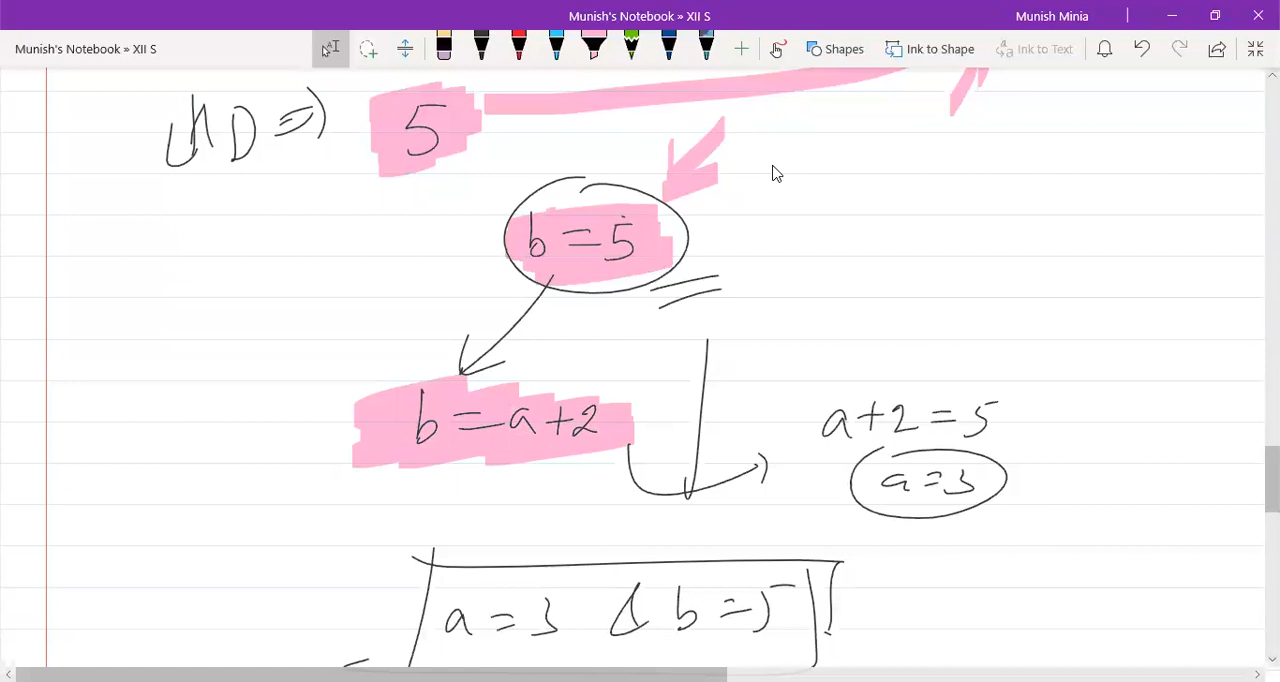 Munish's Notebook » XII S
Munish Minia
Munish's Notebook » XII S
Shapes
Ink to Shape
Ink to Text
D => 5
b = 5
b = a + 2
a + 2 = 5
a = 3
a = 3 & b = 5